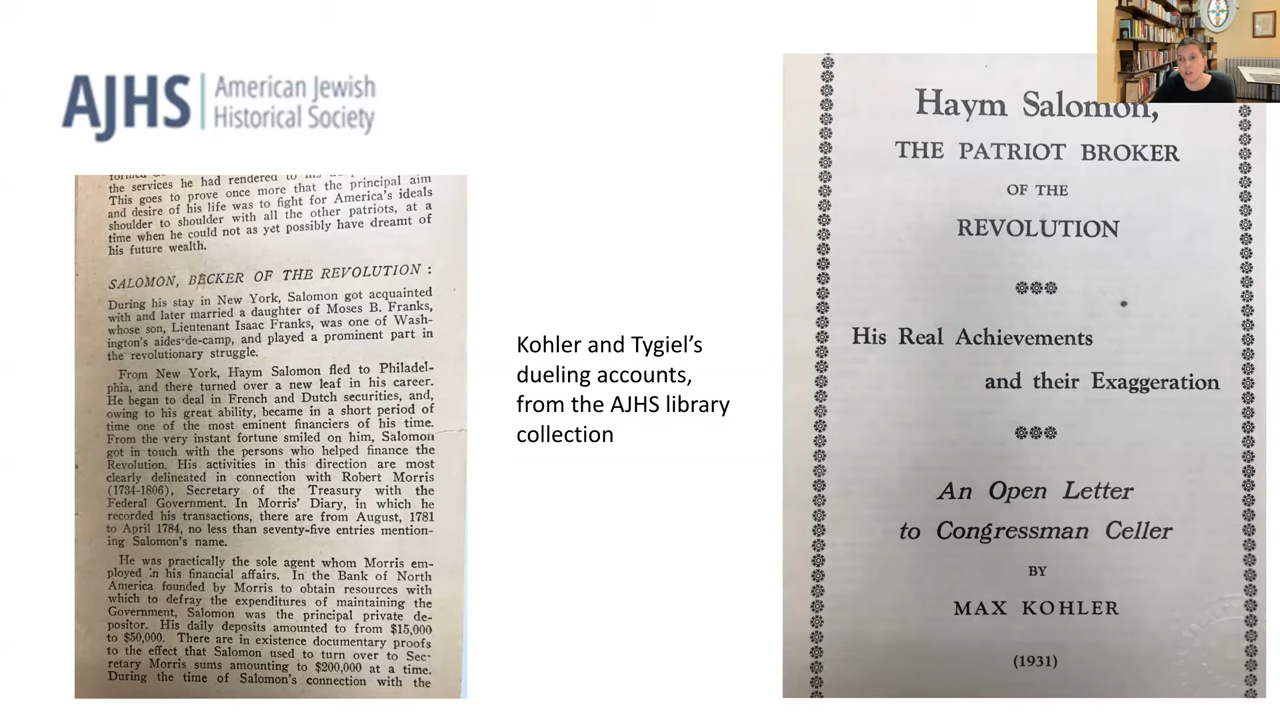 AJHS | American Jewish
Historical Society
the services he had rendered to his
This goes to prove once more that the principal aim
and desire of his life was to fight for America's ideals
shoulder to shoulder with all the other patriots, at a
time when he could not as yet possibly have dreamt of
his future wealth.
SALOMON, BECKER OF THE REVOLUTION :
During his stay in New York, Salomon got acquainted
with and later married a daughter of Moses B. Franks,
whose son, Lieutenant Isaac Franks, was one of Wash-
ington's aides-de-camp, and played a prominent part in
the revolutionary struggle.
From New York, Haym Salomon fled to Philadel-
phia, and there turned over a new leaf in his career.
He began to deal in French and Dutch securities, and,
owing to his great ability, became in a short period of
time one of the most eminent financiers of his time.
From the very instant fortune smiled on him, Salomon
got in touch with the persons who helped finance the
Revolution. His activities in this direction are most
clearly delineated in connection with Robert Morris
(1734-1806), Secretary of the Treasury with the
Federal Government. In Morris' Diary, in which he
recorded his transactions, there are from August, 1781
to April 1784, no less than seventy-five entries mention-
ing Salomon's name.
He was practically the sole agent whom Morris em-
ployed in his financial affairs. In the Bank of North
America founded by Morris to obtain resources with
which to defray the expenditures of maintaining the
Government, Salomon was the principal private de-
positor. His daily deposits amounted to from $15,000
to $50,000. There are in existence documentary proofs
to the effect that Salomon used to turn over to Sec-
retary Morris sums amounting to $200,000 at a time.
During the time of Salomon's connection with the
Kohler and Tygiel's
dueling accounts,
from the AJHS library
collection
Haym Salomon,
THE PATRIOT BROKER
OF THE
REVOLUTION
His Real Achievements
and their Exaggeration
An Open Letter
to Congressman Celler
BY
MAX KOHLER
(1931)